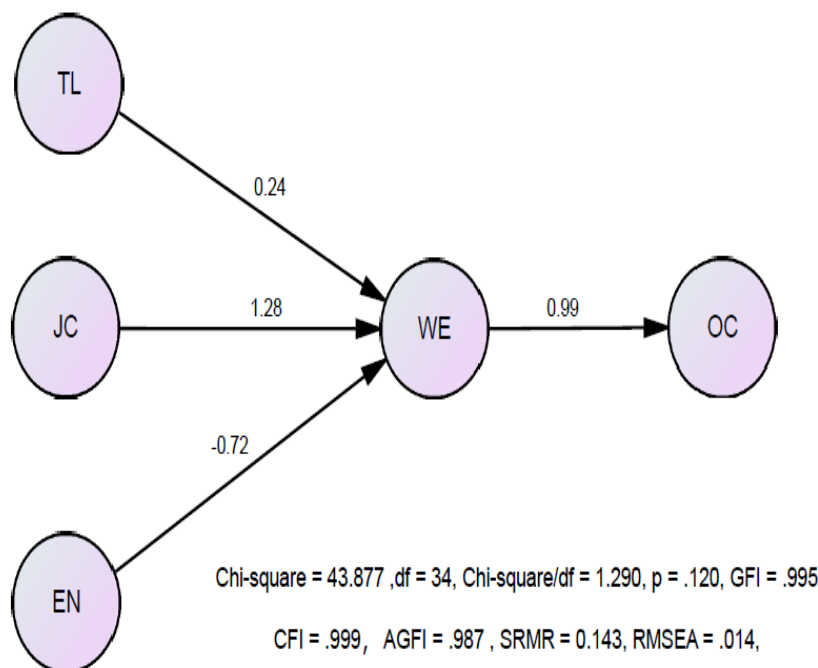 TL
0.24
JC
1.28
WE
0.99
OC
-0.72
EN
Chi-square = 43.877 ,df = 34, Chi-square/df = 1.290, p = .120, GFI = .995
CFI = .999, AGFI = .987 , SRMR = 0.143, RMSEA = .014,